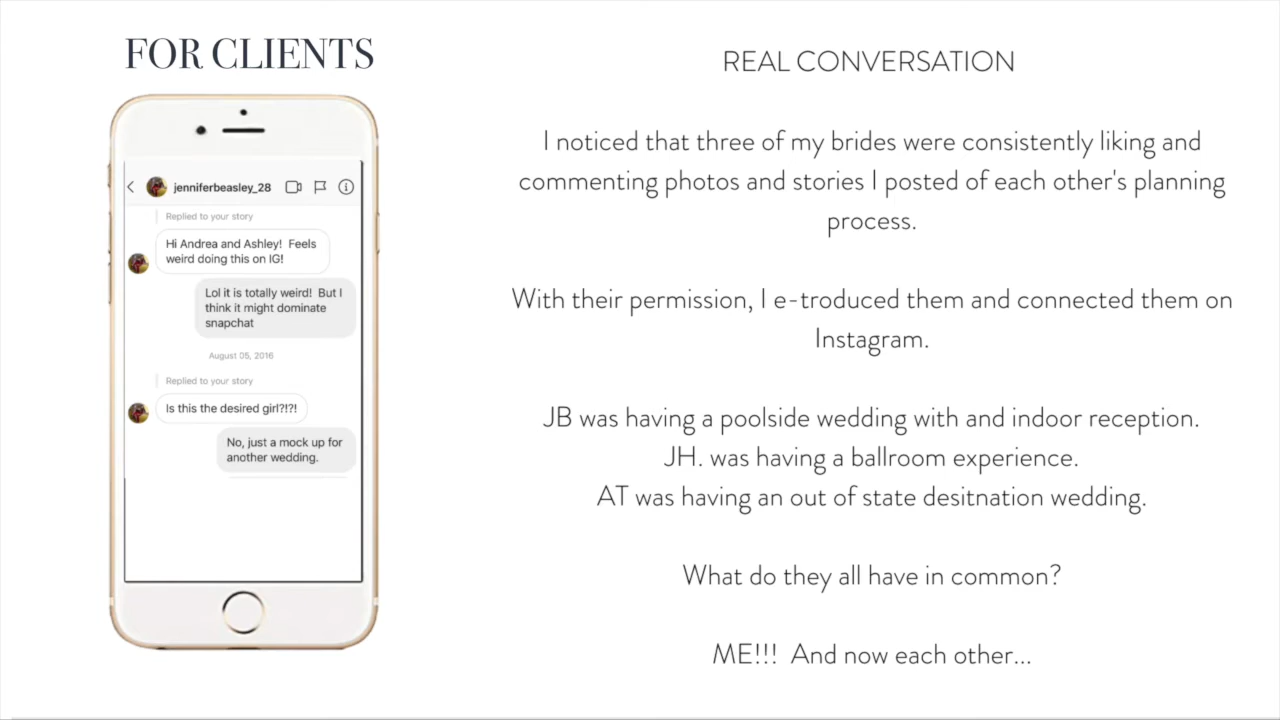 FOR CLIENTS
jenniferbeasley_28
Replied to your story
Hi Andrea and Ashley! Feels
weird doing this on IG!
Lol it is totally weird! But I
think it might dominate
snapchat
August 05, 2016
Replied to your story
Is this the desired girl?!?!
No, just a mock up for
another wedding.
REAL CONVERSATION
I noticed that three of my brides were consistently liking and
commenting photos and stories I posted of each other's planning
process.
With their permission, I e-troduced them and connected them on
Instagram.
JB was having a poolside wedding with and indoor reception.
JH. was having a ballroom experience.
AT was having an out of state desitnation wedding.
What do they all have in common?
ME!!! And now each other...